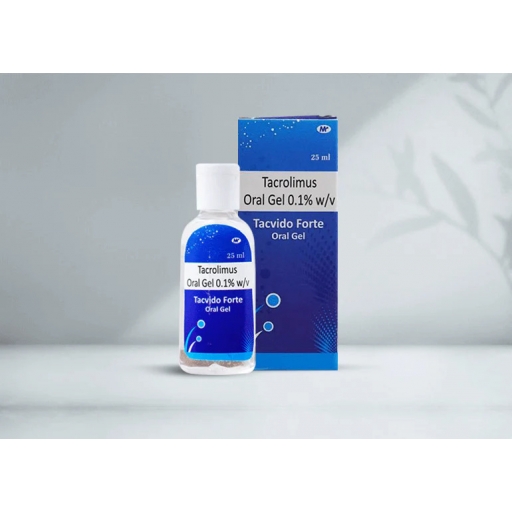 25 ml
Tacrolimus
Oral Gel 0.1% w/v
Tacvido Forte
Oral Gel
25 ml
Tacrolimus
Oral Gel 0.1% w/v
Tacvido Forte
Oral Gel